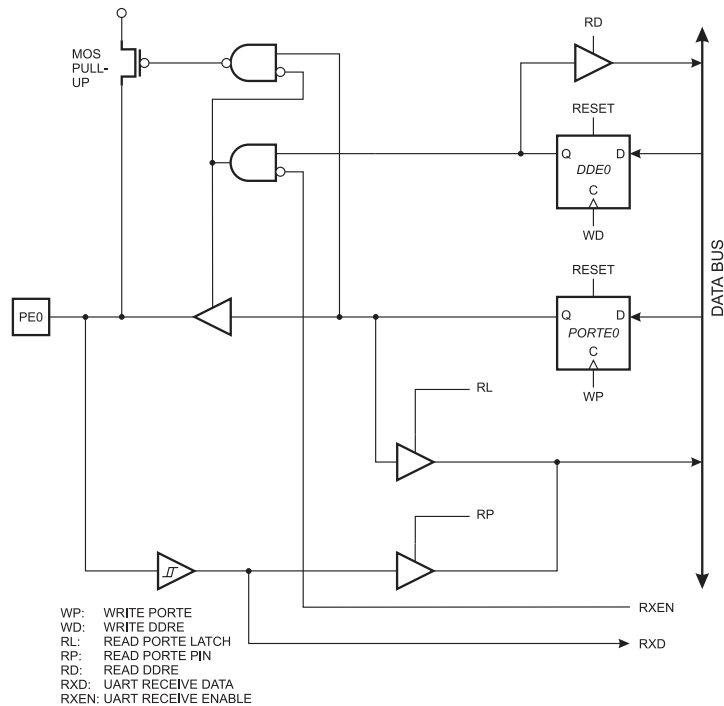 RD
MOS
PULL-
UP
RESET
Q
D
DDE0
C
WD
DATA BUS
RESET
PE0
Q
D
PORTE0
C
WP
RL
RP
RXEN
RXD
WP: WRITE PORTE
WD: WRITE DDRE
RL: READ PORTE LATCH
RP: READ PORTE PIN
RD: READ DDRE
RXD: UART RECEIVE DATA
RXEN: UART RECEIVE ENABLE